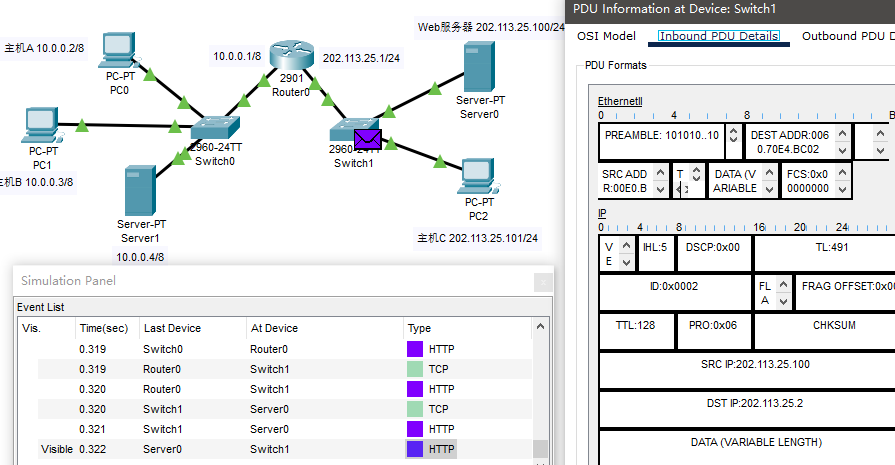 PDU Information at Device: Switch1
OSI Model
Inbound PDU Details
Outbound PDU D
PDU Formats
EthernetII
0
4
8
B
PREAMBLE: 101010..10
DEST ADDR:006
0.70E4.BC02
SRC ADD
R:00E0.B
T
DATA (V
ARIABLE
FCS:0x0
0000000
IP
0
4
8
16
20
24
V
E
IHL:5
DSCP:0x00
TL:491
ID:0x0002
FL
A
FRAG OFFSET:0x00
TTL:128
PRO:0x06
CHKSUM
SRC IP:202.113.25.100
DST IP:202.113.25.2
DATA (VARIABLE LENGTH)
主机A 10.0.0.2/8
PC-PT
PC0
10.0.0.1/8
2901
Router0
202.113.25.1/24
Web服务器 202.113.25.100/24
Server-PT
Server0
PC-PT
PC1
主机B 10.0.0.3/8
2960-24TT
Switch0
2960-24TT
Switch1
Server-PT
Server1
10.0.0.4/8
PC-PT
PC2
主机C 202.113.25.101/24
Simulation Panel
x
Event List
Vis. Time(sec) Last Device At Device Type
0.319 Switch0 Router0 HTTP
0.319 Router0 Switch1 TCP
0.320 Router0 Switch1 HTTP
0.320 Switch1 Server0 TCP
0.321 Switch1 Server0 HTTP
Visible 0.322 Server0 Switch1 HTTP